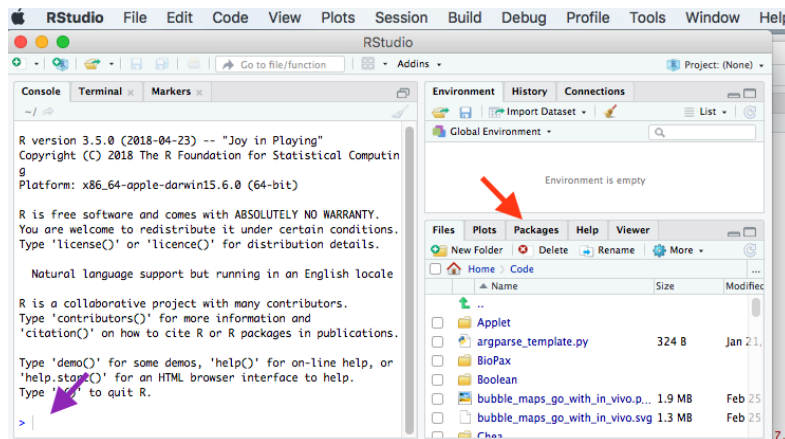 RStudio File Edit Code View Plots Session Build Debug Profile Tools Window Help
RStudio
Go to file/function Addins Project: (None)
Console Terminal Markers
~/
R version 3.5.0 (2018-04-23) -- "Joy in Playing"
Copyright (C) 2018 The R Foundation for Statistical Computin
g
Platform: x86_64-apple-darwin15.6.0 (64-bit)
R is free software and comes with ABSOLUTELY NO WARRANTY.
You are welcome to redistribute it under certain conditions.
Type 'license()' or 'licence()' for distribution details.
Natural language support but running in an English locale
R is a collaborative project with many contributors.
Type 'contributors()' for more information and
'citation()' on how to cite R or R packages in publications.
Type 'demo()' for some demos, 'help()' for on-line help, or
'help.start()' for an HTML browser interface to help.
Type 'q()' to quit R.
>
Environment History Connections
Import Dataset List
Global Environment
Environment is empty
Files Plots Packages Help Viewer
New Folder Delete Rename More
Home Code ...
Name Size Modified
..
Applet
argparse_template.py 324 B Jan 21,
BioPax
Boolean
bubble_maps_go_with_in_vivo.p... 1.9 MB Feb 25
bubble_maps_go_with_in_vivo.svg 1.3 MB Feb 25
Chea
7.